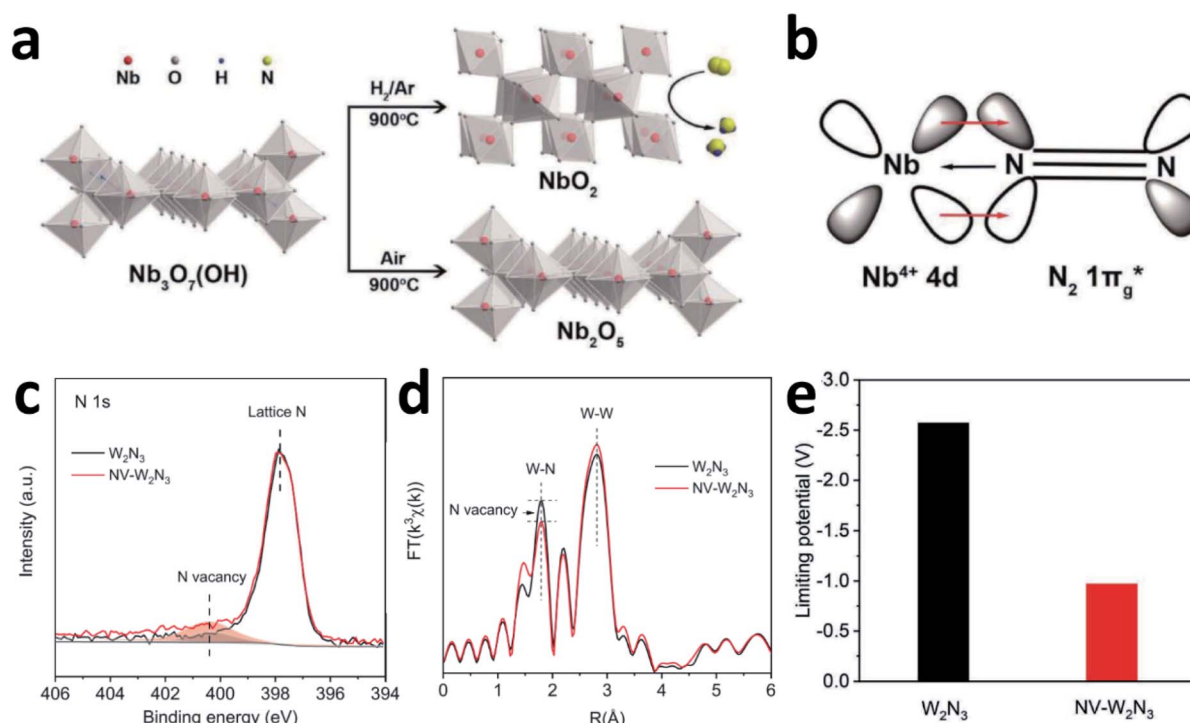 a
Nb O H N
Nb₃O₇(OH)
H₂/Ar
900°C
NbO₂
Air
900°C
Nb₂O₅
b
Nb N N
Nb⁴⁺ 4d N₂ 1πg*
c
N 1s
Lattice N
W₂N₃
NV-W₂N₃
N vacancy
Intensity (a.u.)
406 404 402 400 398 396 394
Binding energy (eV)
d
W-W
W-N
W₂N₃
NV-W₂N₃
N vacancy
FT(k³χ(k))
0 1 2 3 4 5 6
R(Å)
e
-3.0
-2.5
-2.0
-1.5
-1.0
-0.5
0.0
Limiting potential (V)
W₂N₃ NV-W₂N₃